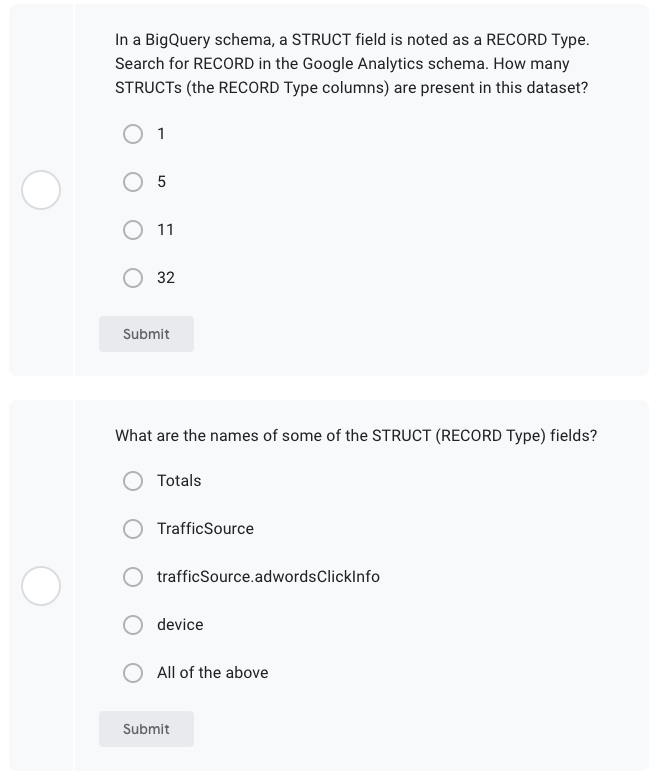 In a BigQuery schema, a STRUCT field is noted as a RECORD Type.
Search for RECORD in the Google Analytics schema. How many
STRUCTs (the RECORD Type columns) are present in this dataset?
1
5
11
32
Submit
What are the names of some of the STRUCT (RECORD Type) fields?
Totals
TrafficSource
trafficSource.adwordsClickInfo
device
All of the above
Submit